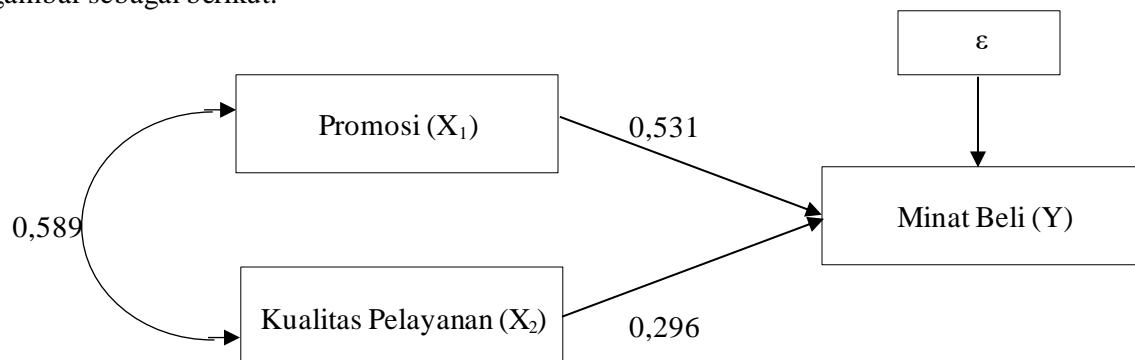 gambar sebagai berikut:
ε
Promosi (X₁)
0,531
Minat Beli (Y)
0,589
Kualitas Pelayanan (X₂)
0,296